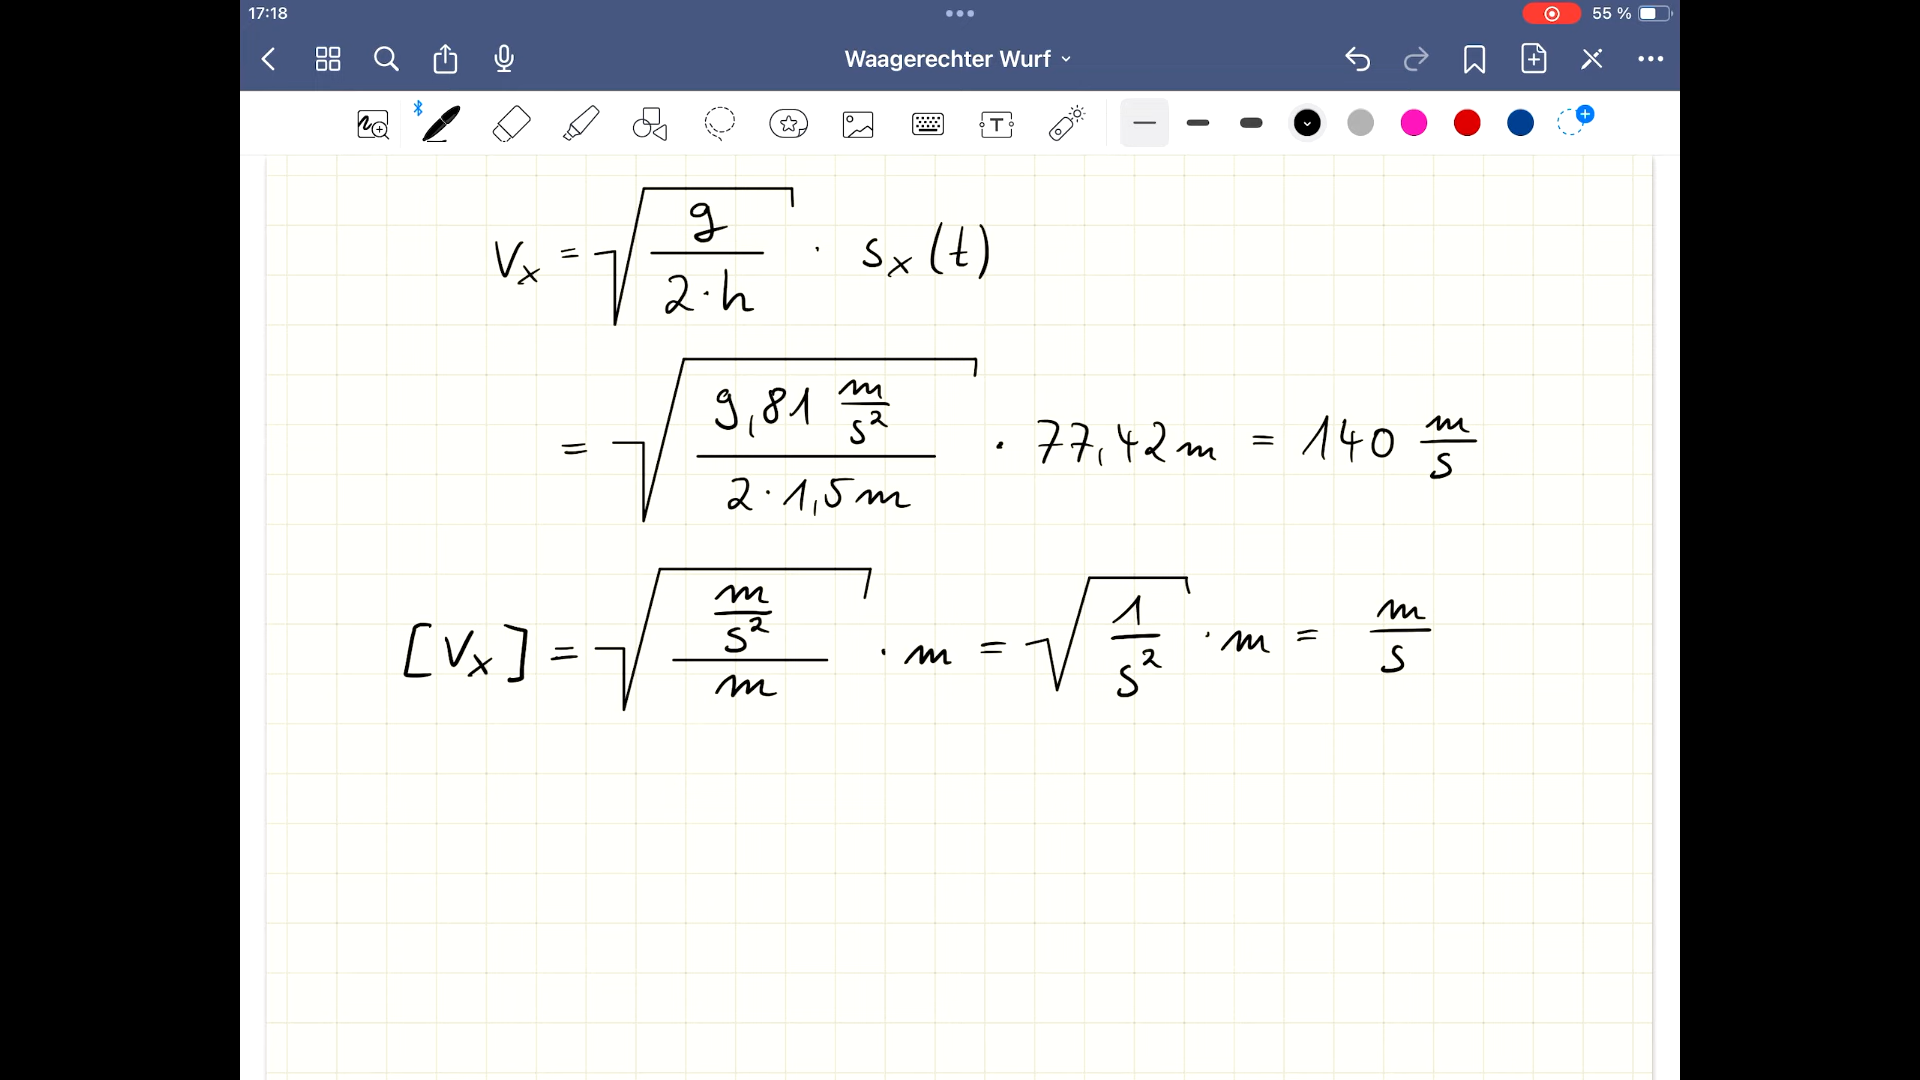 17:18
55 %
Waagerechter Wurf
T
Vx = √(g / (2·h)) · sx(t)
= √(9,81 m/s² / (2·1,5m)) · 77,42m = 140 m/s
[Vx] = √((m/s²) / m) · m = √(1/s²) · m = m/s